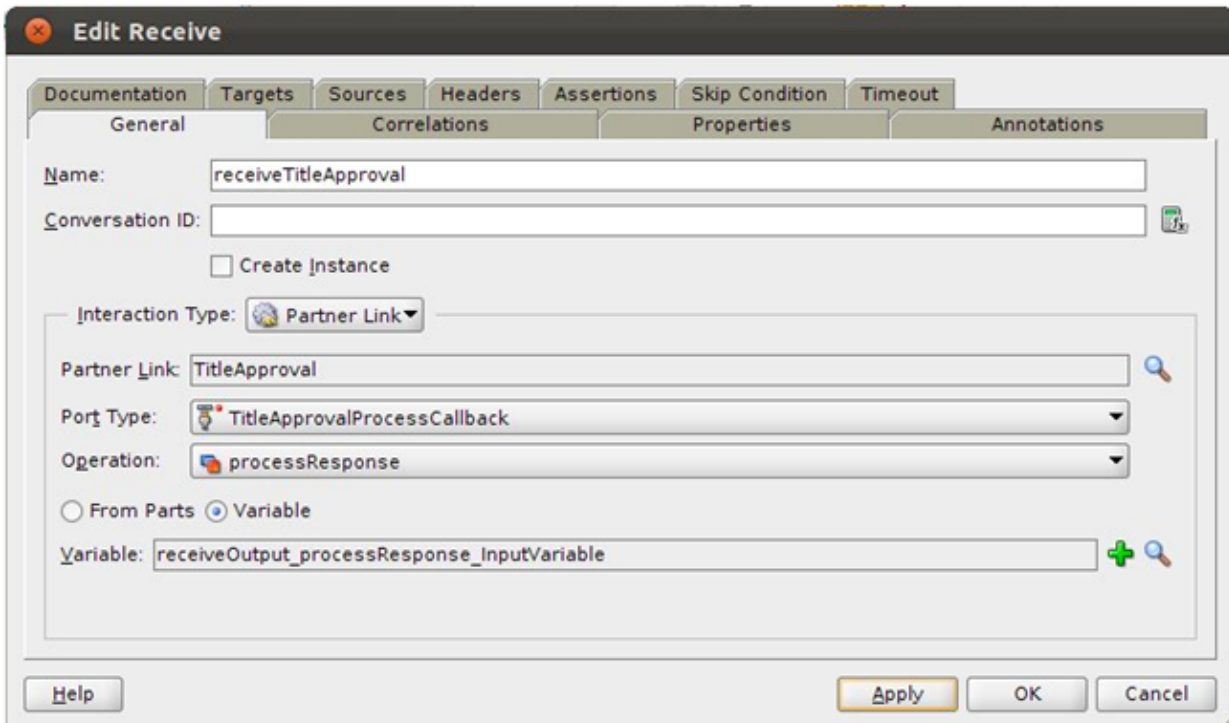 Edit Receive
Documentation Targets Sources Headers Assertions Skip Condition Timeout
General Correlations Properties Annotations
Name: receiveTitleApproval
Conversation ID:
Create Instance
Interaction Type: Partner Link
Partner Link: TitleApproval
Port Type: TitleApprovalProcessCallback
Operation: processResponse
From Parts Variable
Variable: receiveOutput_processResponse_InputVariable
Help Apply OK Cancel